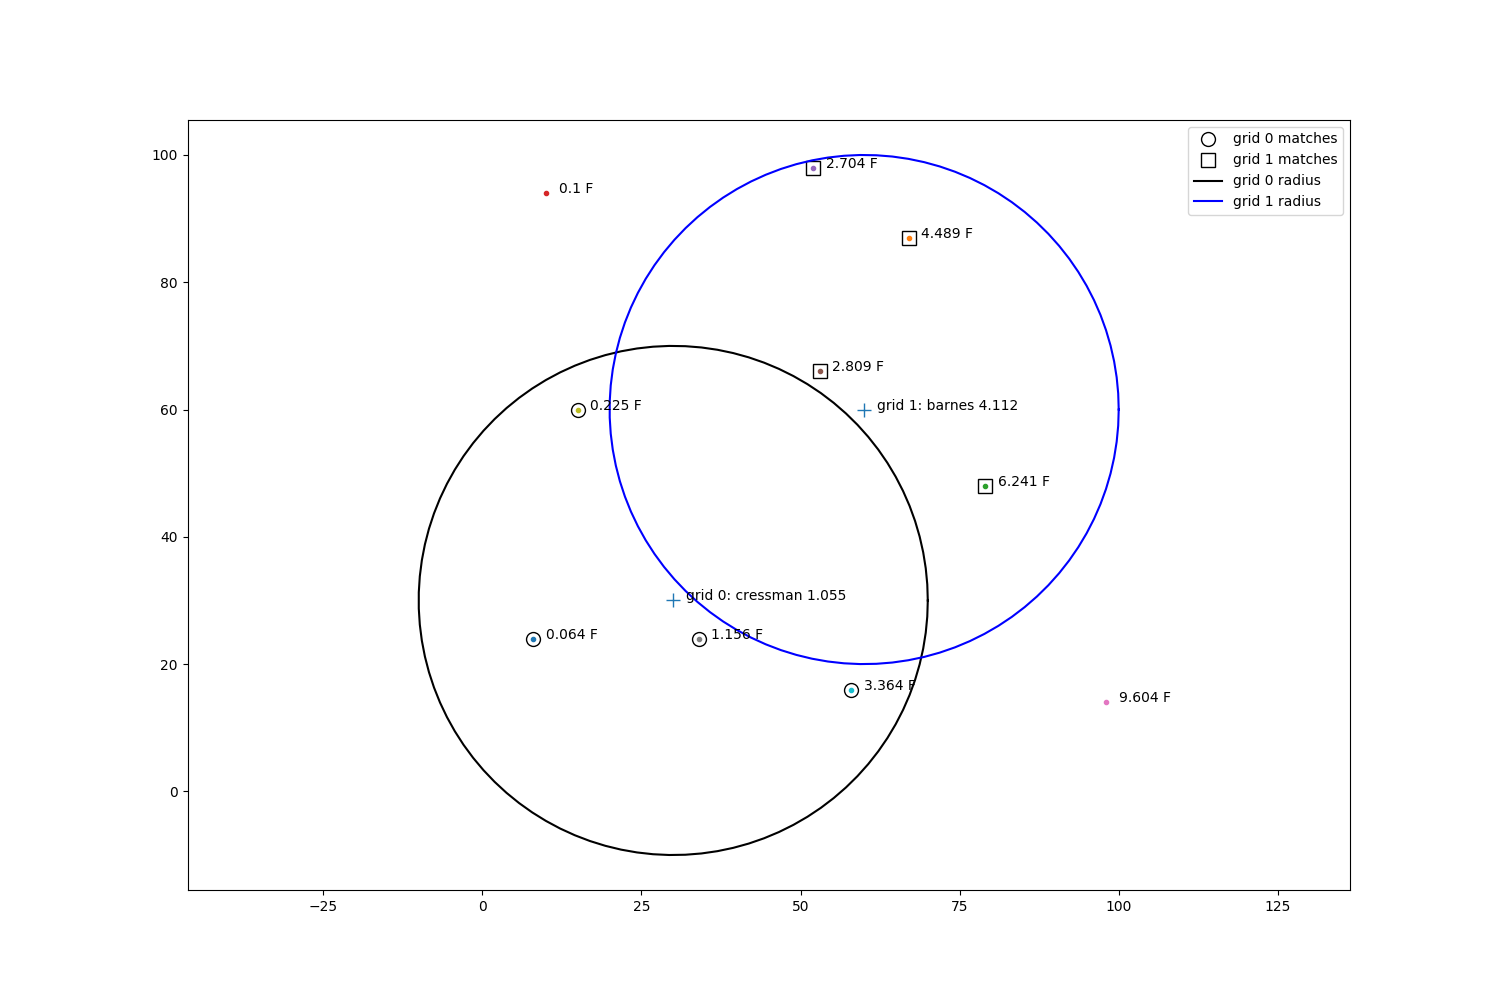 grid 0 matches
grid 1 matches
grid 0 radius
grid 1 radius
100
80
60
40
20
0
0.1 F
2.704 F
4.489 F
2.809 F
0.225 F
grid 1: barnes 4.112
6.241 F
grid 0: cressman 1.055
0.064 F
1.156 F
3.364 F
9.604 F
−25
0
25
50
75
100
125